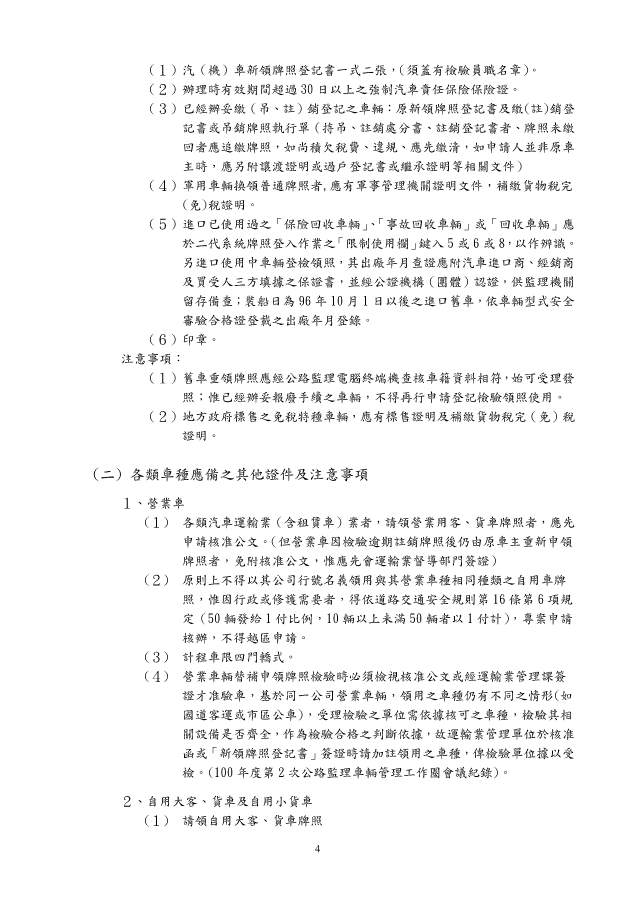 （１）汽（機）車新領牌照登記書一式二張，(須蓋有檢驗員職名章)。
（２）辦理時有效期間超過 30 日以上之強制汽車責任保險保險證。
（３）已經辦妥繳（吊、註）銷登記之車輛：原新領牌照登記書及繳(註)銷登
記書或吊銷牌照執行單（持吊、註銷處分書、註銷登記書者、牌照未繳
回者應追繳牌照，如尚積欠稅費、違規、應先繳清，如申請人並非原車
主時，應另附讓渡證明或過戶登記書或繼承證明等相關文件）
（４）軍用車輛換領普通牌照者,應有軍事管理機關證明文件，補繳貨物稅完
(免)稅證明。
（５）進口已使用過之「保險回收車輛」、「事故回收車輛」或「回收車輛」應
於二代系統牌照登入作業之「限制使用欄」鍵入 5 或 6 或 8，以作辨識。
另進口使用中車輛登檢領照，其出廠年月查證應附汽車進口商、經銷商
及買受人三方填據之保證書，並經公證機構（團體）認證，供監理機關
留存備查；裝船日為 96 年 10 月 1 日以後之進口舊車，依車輛型式安全
審驗合格證登載之出廠年月登錄。
（６）印章。
注意事項：
（１）舊車重領牌照應經公路監理電腦終端機查核車籍資料相符，始可受理發
照；惟已經辦妥報廢手續之車輛，不得再行申請登記檢驗領照使用。
（２）地方政府標售之免稅特種車輛，應有標售證明及補繳貨物稅完（免）稅
證明。
（二）各類車種應備之其他證件及注意事項
１、營業車
（１） 各類汽車運輸業（含租賃車）業者，請領營業用客、貨車牌照者，應先
申請核准公文。(但營業車因檢驗逾期註銷牌照後仍由原車主重新申領
牌照者，免附核准公文，惟應先會運輸業督導部門簽證)
（２） 原則上不得以其公司行號名義領用與其營業車種相同種類之自用車牌
照，惟因行政或修護需要者，得依道路交通安全規則第 16 條第 6 項規
定（50 輛發給 1 付比例，10 輛以上未滿 50 輛者以 1 付計），專案申請
核辦，不得越區申請。
（３） 計程車限四門轎式。
（４） 營業車輛替補申領牌照檢驗時必須檢視核准公文或經運輸業管理課簽
證才准驗車，基於同一公司營業車輛，領用之車種仍有不同之情形(如
國道客運或市區公車)，受理檢驗之單位需依據核可之車種，檢驗其相
關設備是否齊全，作為檢驗合格之判斷依據，故運輸業管理單位於核准
函或「新領牌照登記書」簽證時請加註領用之車種，俾檢驗單位據以受
檢。(100 年度第 2 次公路監理車輛管理工作圈會議紀錄)。
２、自用大客、貨車及自用小貨車
（１） 請領自用大客、貨車牌照
4